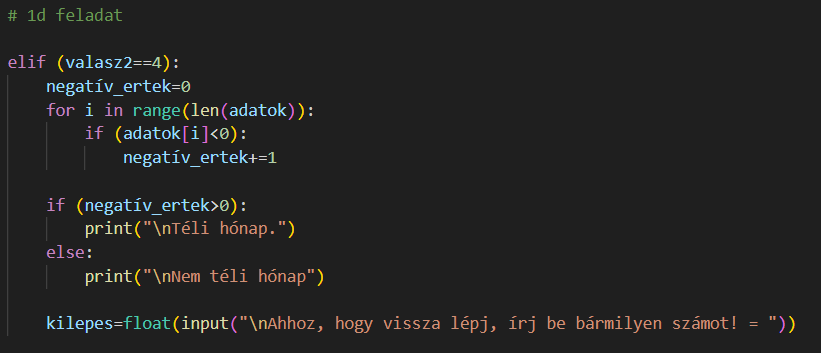 # 1d feladat
elif (valasz2==4):
negatív_ertek=0
for i in range(len(adatok)):
if (adatok[i]<0):
negatív_ertek+=1
if (negatív_ertek>0):
print("\nTéli hónap.")
else:
print("\nNem téli hónap")
kilepes=float(input("\nAhhoz, hogy vissza lépj, írj be bármilyen számot! = "))